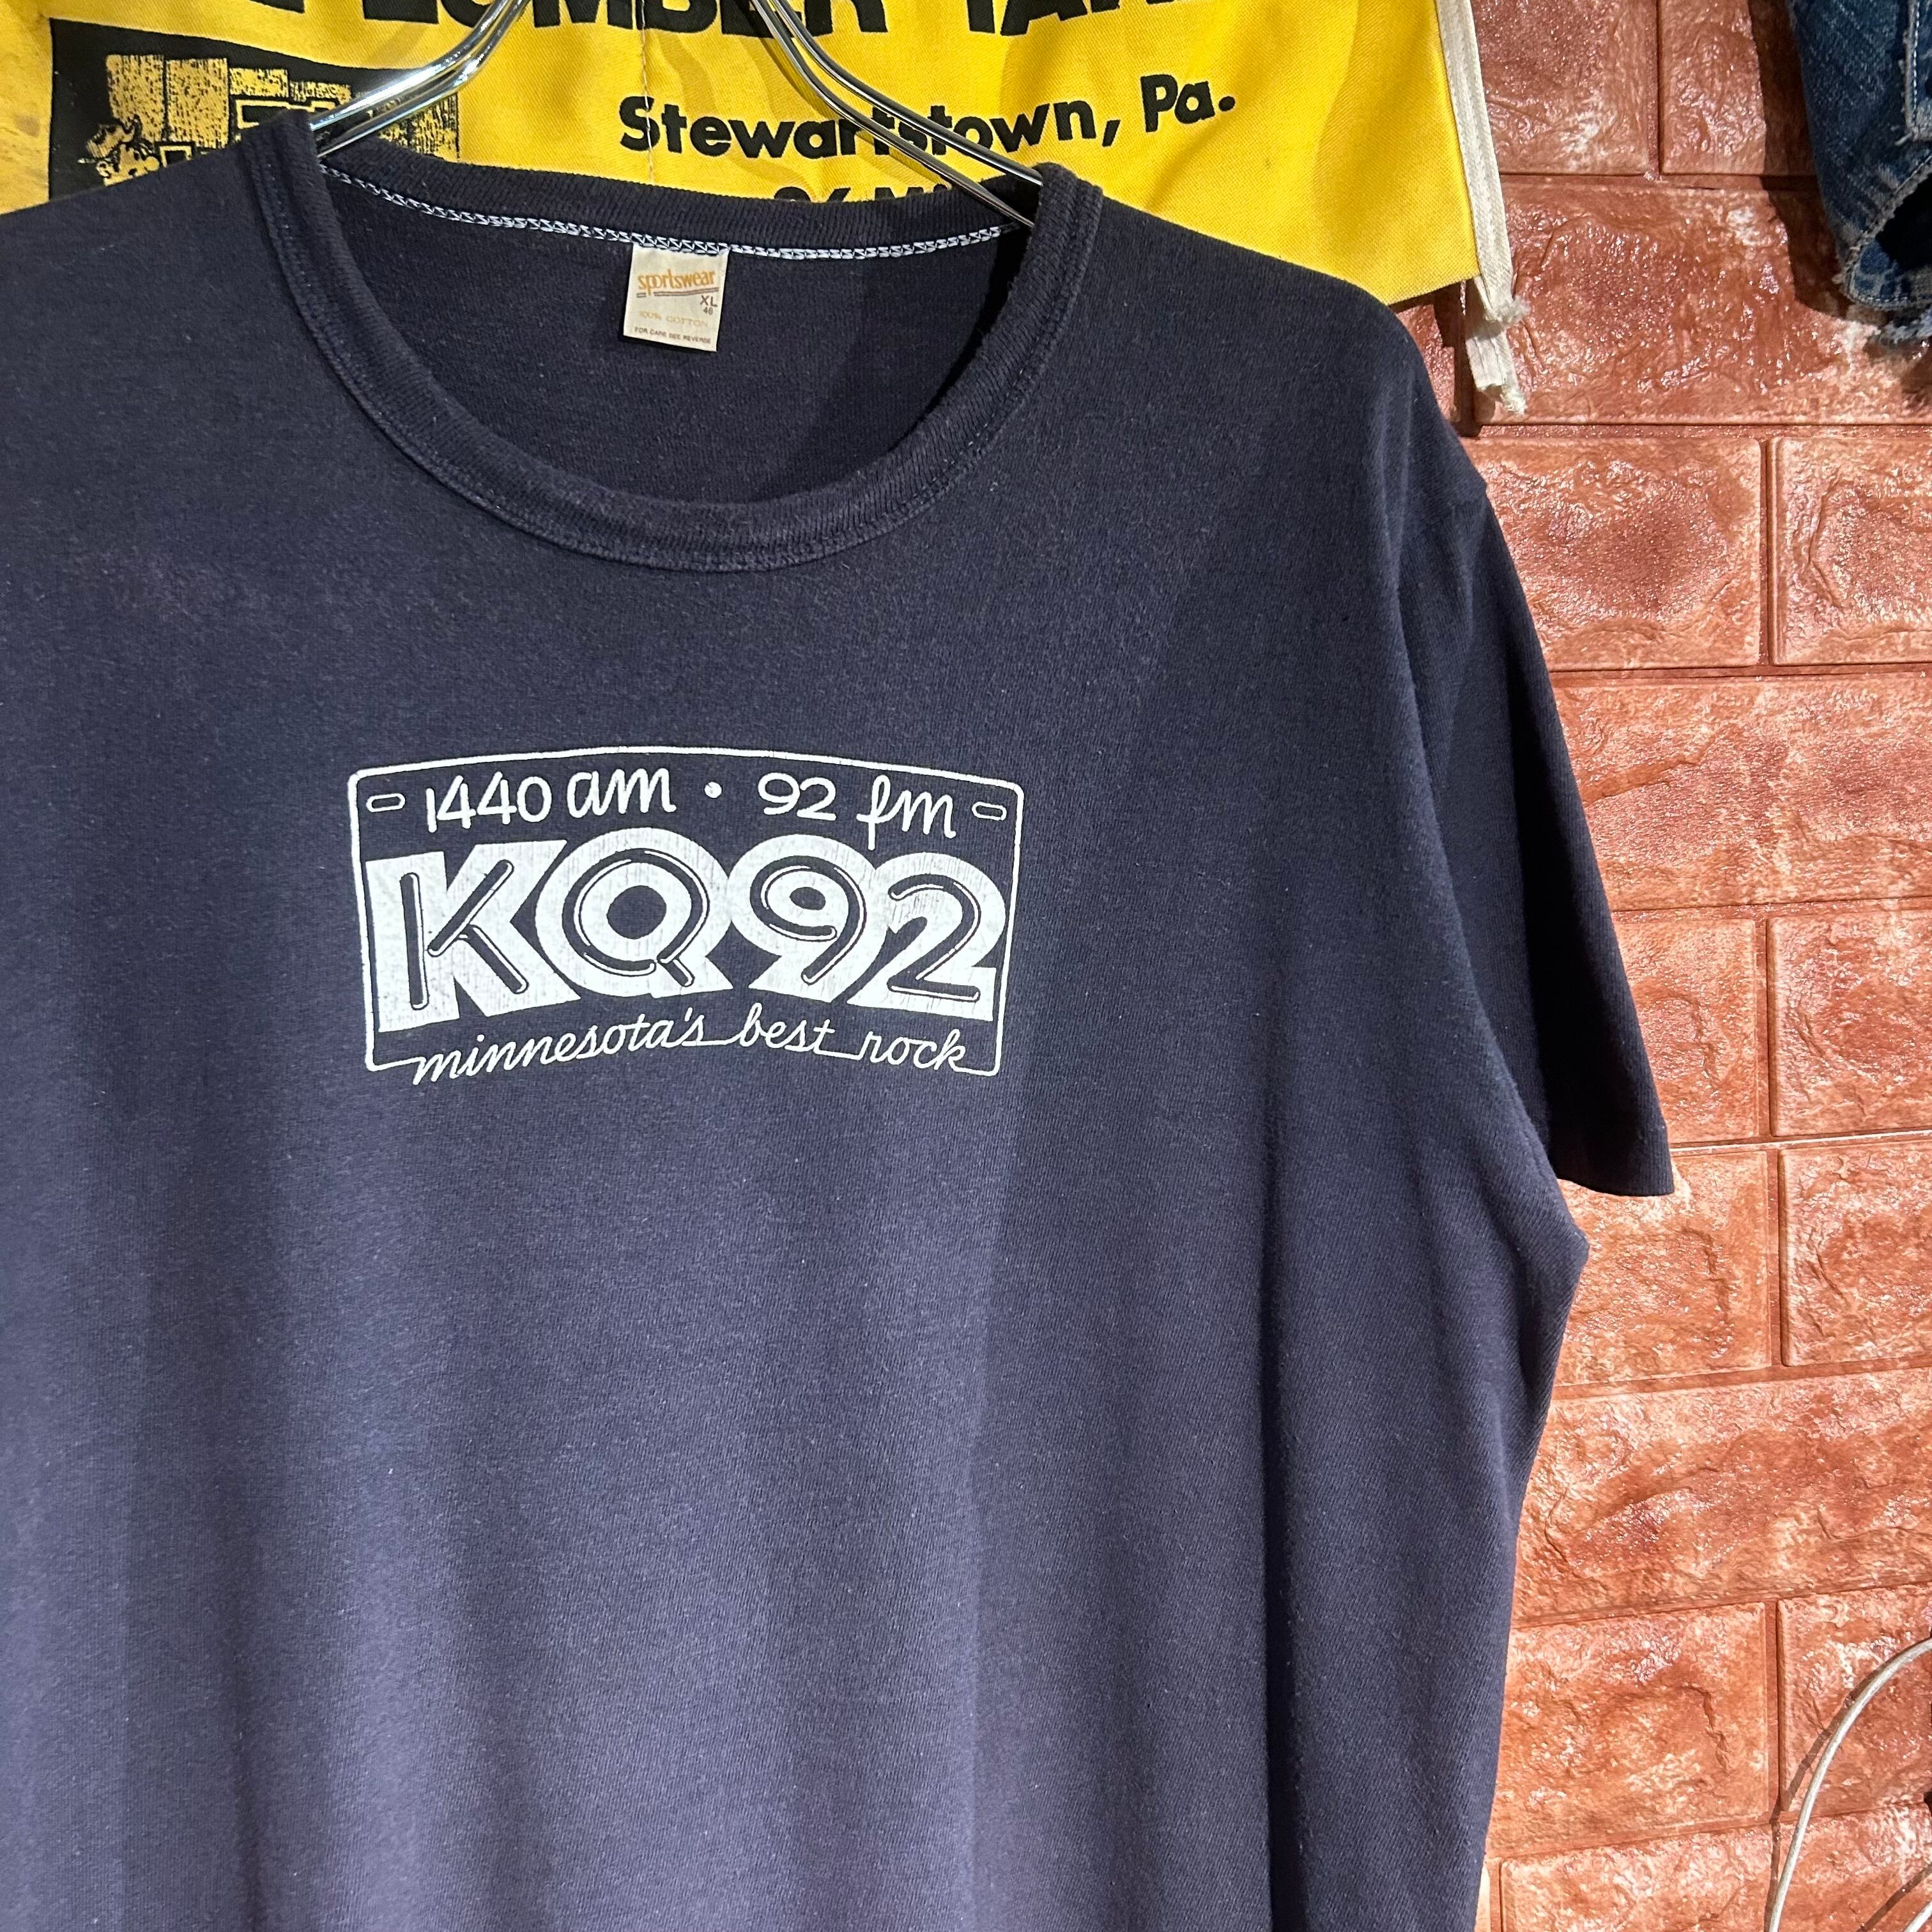 Stewartstown, Pa.
sportswear
XL
46
100% COTTON
FOR CARE SEE REVERSE
1440 am • 92 fm
KQ92
minnesota's best rock